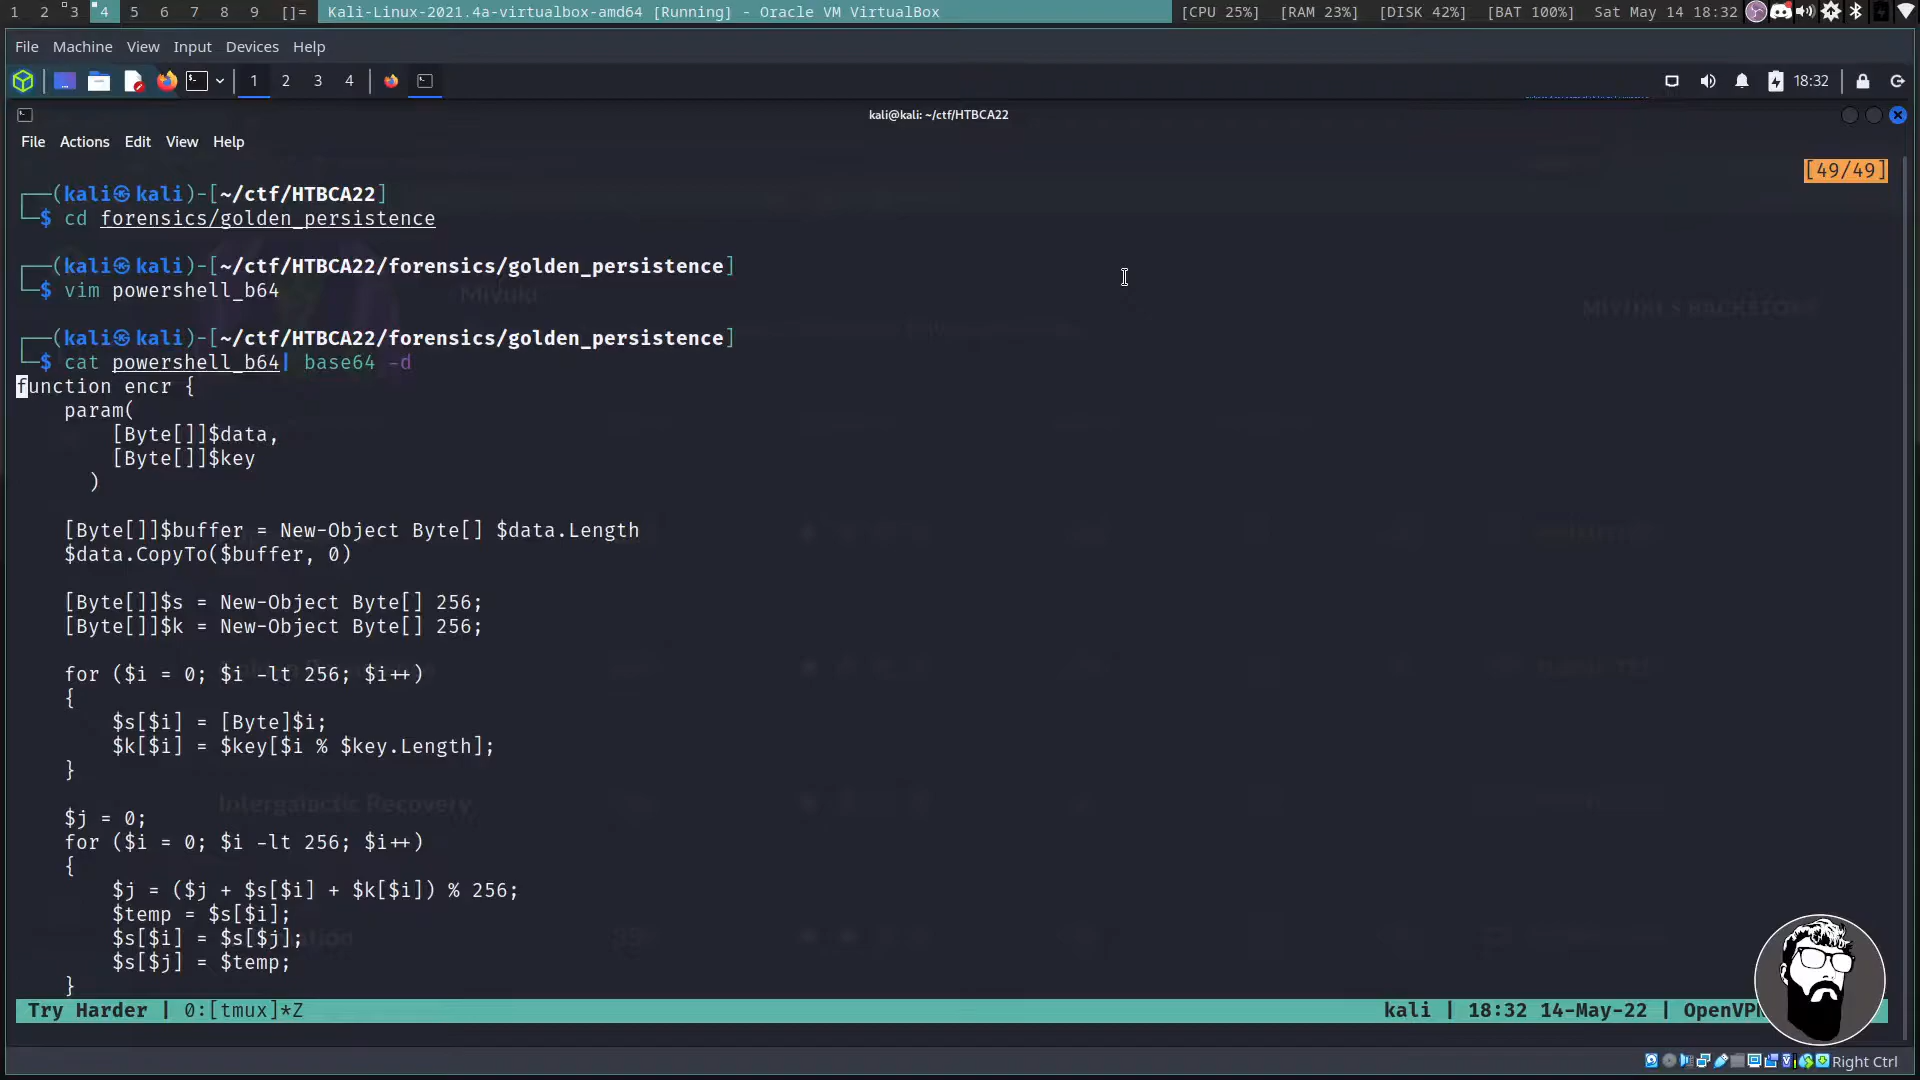 1 2 3 4 5 6 7 8 9 []= Kali-Linux-2021.4a-virtualbox-amd64 [Running] - Oracle VM VirtualBox [CPU 25%] [RAM 23%] [DISK 42%] [BAT 100%] Sat May 14 18:32
File Machine View Input Devices Help
1 2 3 4 18:32
kali@kali: ~/ctf/HTBCA22
File Actions Edit View Help
[49/49]
┌──(kali㉿kali)-[~/ctf/HTBCA22]
└─$ cd forensics/golden_persistence
┌──(kali㉿kali)-[~/ctf/HTBCA22/forensics/golden_persistence]
└─$ vim powershell_b64
┌──(kali㉿kali)-[~/ctf/HTBCA22/forensics/golden_persistence]
└─$ cat powershell_b64| base64 -d
function encr {
param(
[Byte[]]$data,
[Byte[]]$key
)
[Byte[]]$buffer = New-Object Byte[] $data.Length
$data.CopyTo($buffer, 0)
[Byte[]]$s = New-Object Byte[] 256;
[Byte[]]$k = New-Object Byte[] 256;
for ($i = 0; $i -lt 256; $i++)
{
$s[$i] = [Byte]$i;
$k[$i] = $key[$i % $key.Length];
}
$j = 0;
for ($i = 0; $i -lt 256; $i++)
{
$j = ($j + $s[$i] + $k[$i]) % 256;
$temp = $s[$i];
$s[$i] = $s[$j];
$s[$j] = $temp;
}
Try Harder | 0:[tmux]*Z kali | 18:32 14-May-22 |
Right Ctrl